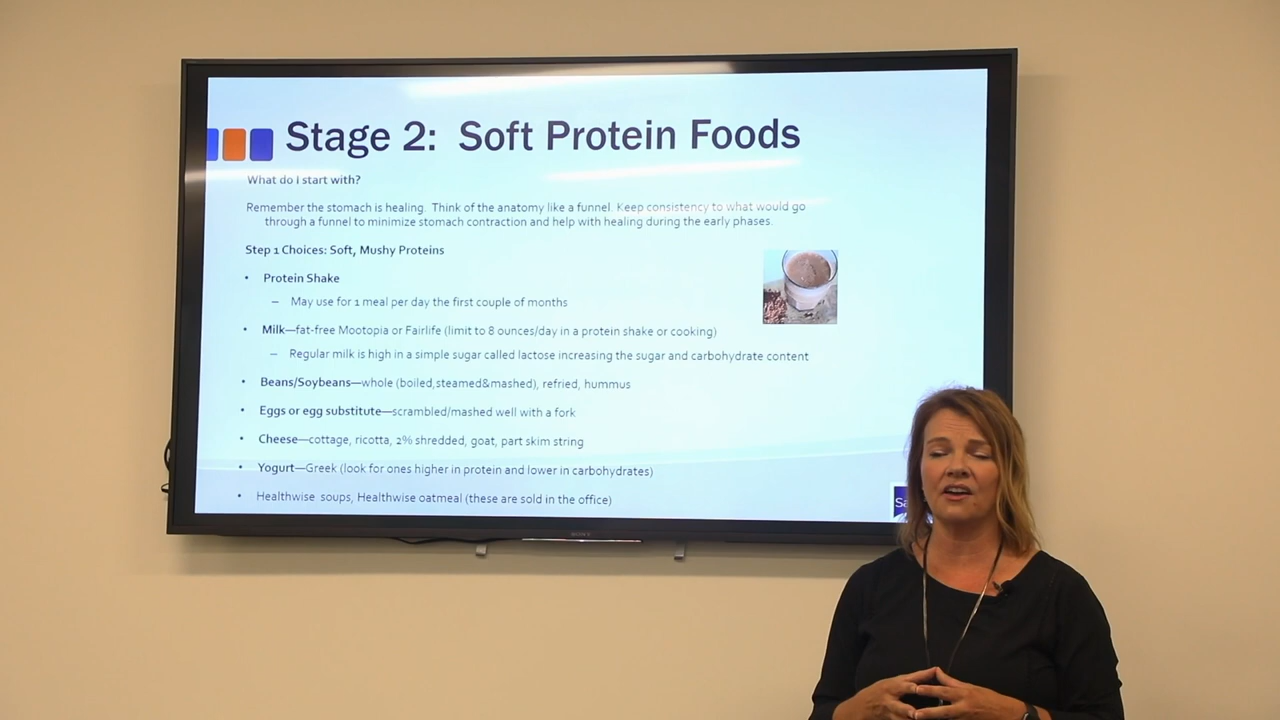 Stage 2: Soft Protein Foods
What do I start with?
Remember the stomach is healing. Think of the anatomy like a funnel. Keep consistency to what would go
through a funnel to minimize stomach contraction and help with healing during the early phases.
Step 1 Choices: Soft, Mushy Proteins
• Protein Shake
– May use for 1 meal per day the first couple of months
• Milk—fat-free Mootopia or Fairlife (limit to 8 ounces/day in a protein shake or cooking)
– Regular milk is high in a simple sugar called lactose increasing the sugar and carbohydrate content
• Beans/Soybeans—whole (boiled,steamed&mashed), refried, hummus
• Eggs or egg substitute—scrambled/mashed well with a fork
• Cheese—cottage, ricotta, 2% shredded, goat, part skim string
• Yogurt—Greek (look for ones higher in protein and lower in carbohydrates)
• Healthwise soups, Healthwise oatmeal (these are sold in the office)
Sa
SONY